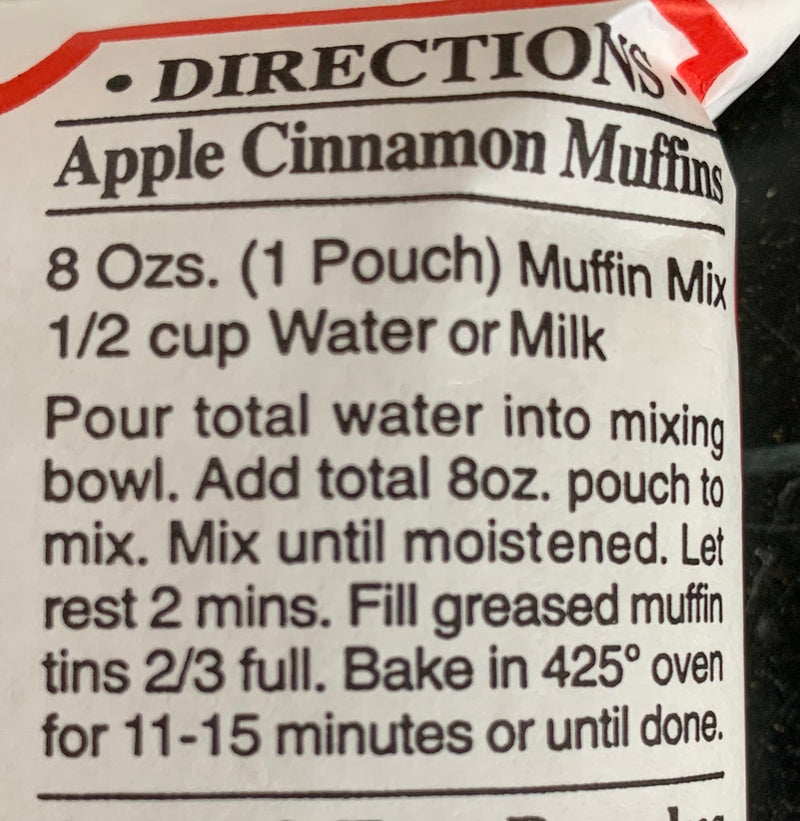 • DIRECTIONS •
Apple Cinnamon Muffins
8 Ozs. (1 Pouch) Muffin Mix
1/2 cup Water or Milk
Pour total water into mixing
bowl. Add total 8oz. pouch to
mix. Mix until moistened. Let
rest 2 mins. Fill greased muffin
tins 2/3 full. Bake in 425° oven
for 11-15 minutes or until done.